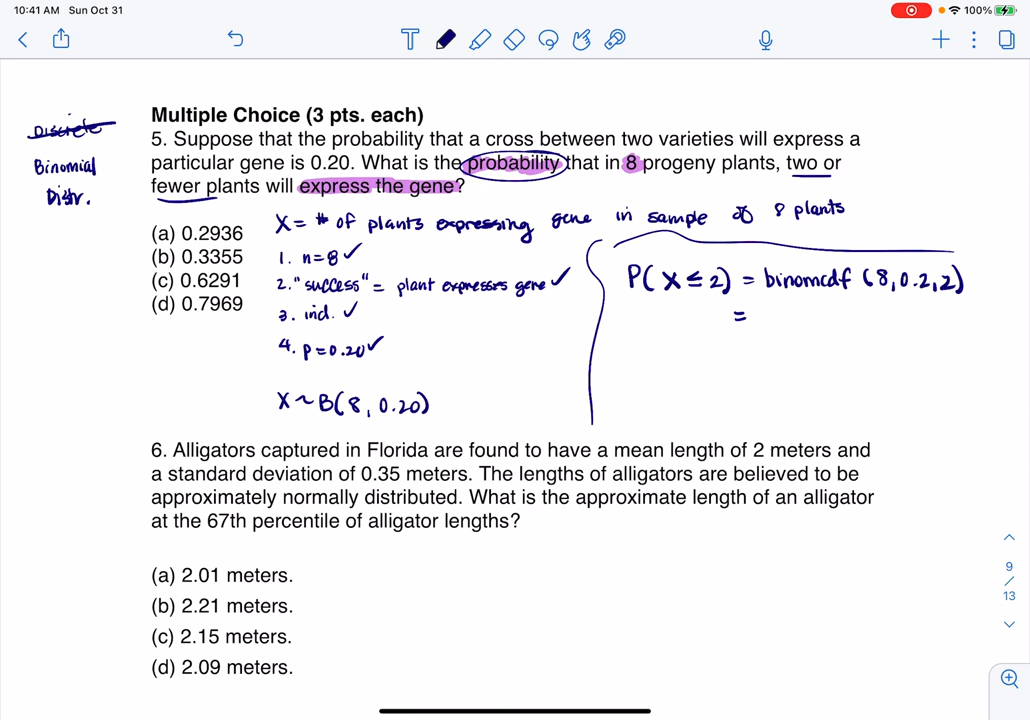 10:41 AM Sun Oct 31
100%
Multiple Choice (3 pts. each)
Discrete
5. Suppose that the probability that a cross between two varieties will express a
Binomial
particular gene is 0.20. What is the probability that in 8 progeny plants, two or
Distr.
fewer plants will express the gene?
X = # of plants expressing gene in sample of 8 plants
(a) 0.2936
(b) 0.3355
(c) 0.6291
(d) 0.7969
1. n=8 ✓
2. "success" = plant expresses gene ✓
3. ind. ✓
4. p=0.20 ✓
X ~ B(8, 0.20)
P(X ≤ 2) = binomcdf (8, 0.2, 2)
=
6. Alligators captured in Florida are found to have a mean length of 2 meters and
a standard deviation of 0.35 meters. The lengths of alligators are believed to be
approximately normally distributed. What is the approximate length of an alligator
at the 67th percentile of alligator lengths?
(a) 2.01 meters.
(b) 2.21 meters.
(c) 2.15 meters.
(d) 2.09 meters.
9
/
13